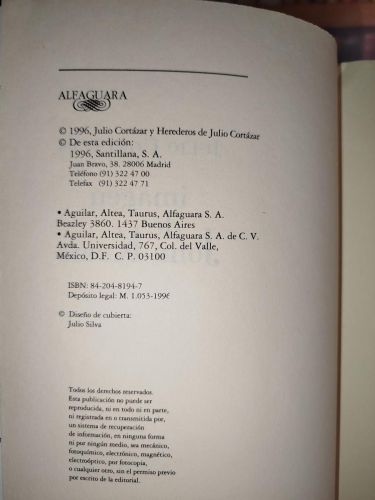 ALFAGUARA
© 1996, Julio Cortázar y Herederos de Julio Cortázar
© De esta edición:
1996, Santillana, S. A.
Juan Bravo, 38. 28006 Madrid
Teléfono (91) 322 47 00
Telefax (91) 322 47 71
• Aguilar, Altea, Taurus, Alfaguara S. A.
Beazley 3860. 1437 Buenos Aires
• Aguilar, Altea, Taurus, Alfaguara S. A. de C. V.
Avda. Universidad, 767, Col. del Valle,
México, D.F. C. P. 03100
ISBN: 84-204-8194-7
Depósito legal: M. 1.053-1996
© Diseño de cubierta:
Julio Silva
Todos los derechos reservados.
Esta publicación no puede ser
reproducida, ni en todo ni en parte,
ni registrada en o transmitida por,
un sistema de recuperación
de información, en ninguna forma
ni por ningún medio, sea mecánico,
fotoquímico, electrónico, magnético,
electroóptico, por fotocopia,
o cualquier otro, sin el permiso previo
por escrito de la editorial.